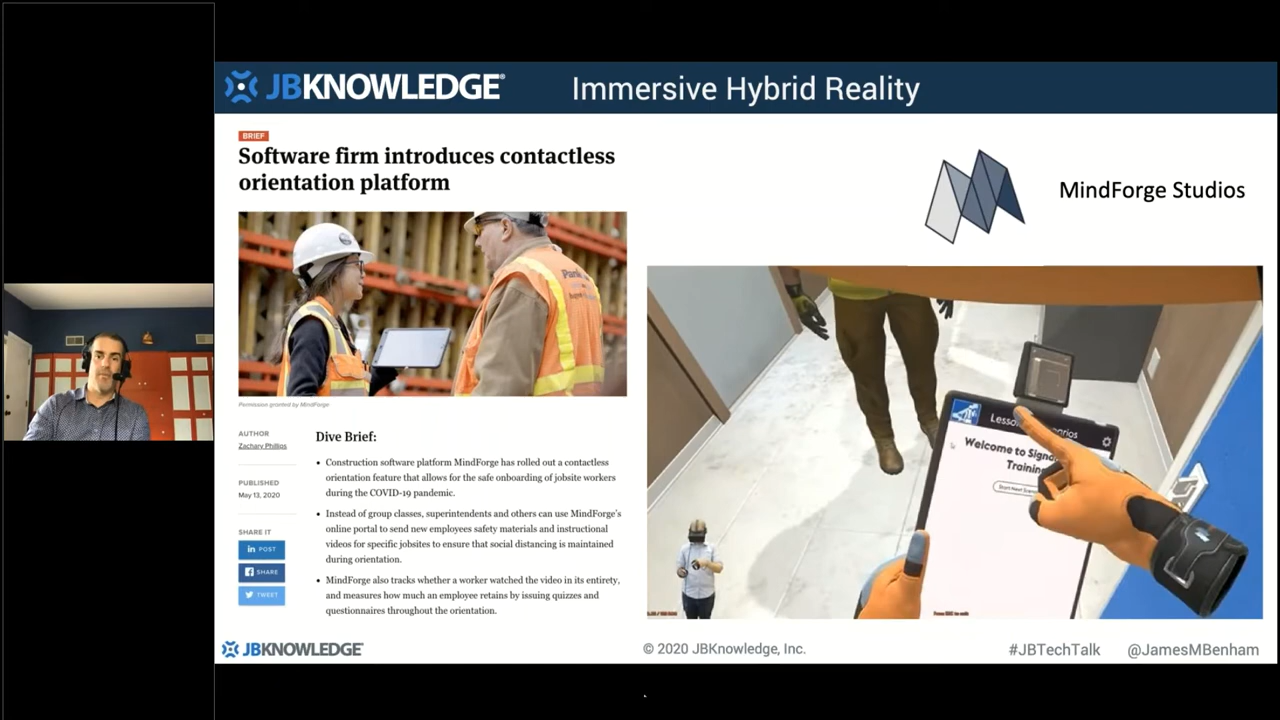 JBKNOWLEDGE®
Immersive Hybrid Reality
BRIEF
Software firm introduces contactless
orientation platform
Permission granted by MindForge
AUTHOR
Zachary Phillips
PUBLISHED
May 13, 2020
SHARE IT
in POST
SHARE
TWEET
Dive Brief:
• Construction software platform MindForge has rolled out a contactless
orientation feature that allows for the safe onboarding of jobsite workers
during the COVID-19 pandemic.
• Instead of group classes, superintendents and others can use MindForge's
online portal to send new employees safety materials and instructional
videos for specific jobsites to ensure that social distancing is maintained
during orientation.
• MindForge also tracks whether a worker watched the video in its entirety,
and measures how much an employee retains by issuing quizzes and
questionnaires throughout the orientation.
MindForge Studios
Welcome to
Training
JBKNOWLEDGE
© 2020 JBKnowledge, Inc.
#JBTechTalk
@JamesMBenham